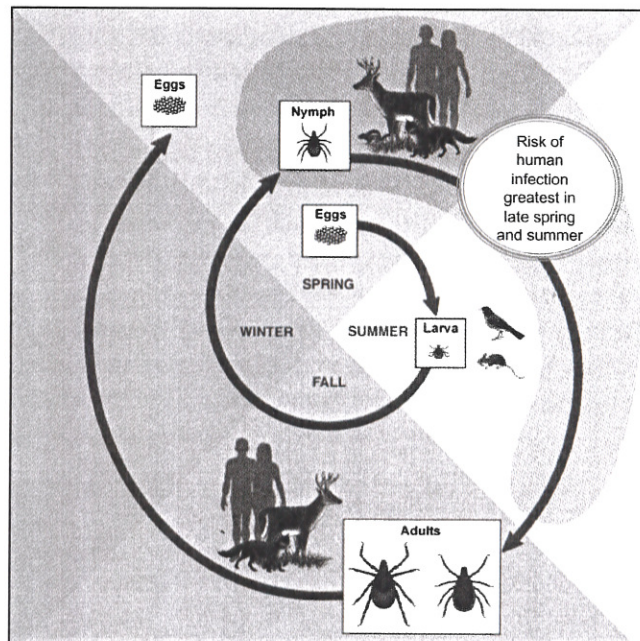 Eggs
Nymph
Risk of
human
infection
greatest in
late spring
and summer
Eggs
SPRING
WINTER
SUMMER
Larva
FALL
Adults